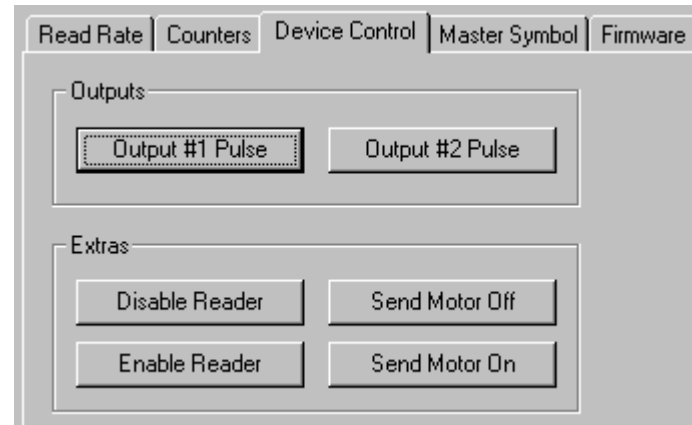 Read Rate Counters Device Control Master Symbol Firmware
Outputs
Output #1 Pulse Output #2 Pulse
Extras
Disable Reader Send Motor Off
Enable Reader Send Motor On